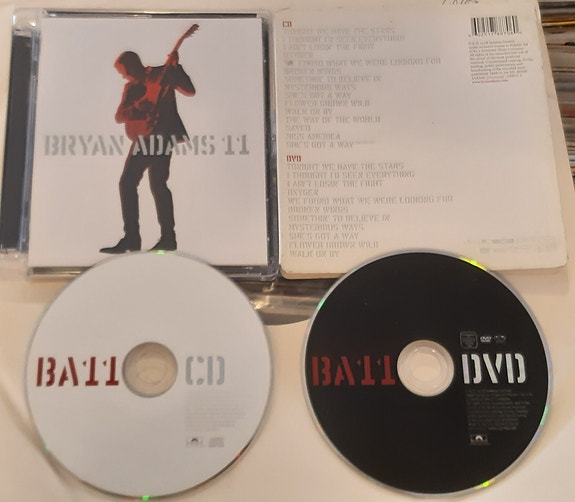 BRYAN ADAMS 11
CD
TONIGHT WE HAVE THE STARS
I THOUGHT I'D SEEN EVERYTHING
I AIN'T LOSIN THE FIGHT
OXYGEN
WE FOUND WHAT WE WERE LOOKING FOR
BROKEN WINGS
SOMETHING TO BELIEVE IN
MYSTERIOUS WAYS
SHE'S GOT A WAY
FLOWER GROWN WILD
WALK ON BY
THE WAY OF THE WORLD
SAVED
MISS AMERICA
SHE'S GOT A WAY
DVD
TONIGHT WE HAVE THE STARS
I THOUGHT I'D SEEN EVERYTHING
I AIN'T LOSIN THE FIGHT
OXYGEN
WE FOUND WHAT WE WERE LOOKING FOR
BROKEN WINGS
SOMETHING TO BELIEVE IN
MYSTERIOUS WAYS
SHE'S GOT A WAY
FLOWER GROWN WILD
WALK ON BY
BA11 CD
BA11 DVD